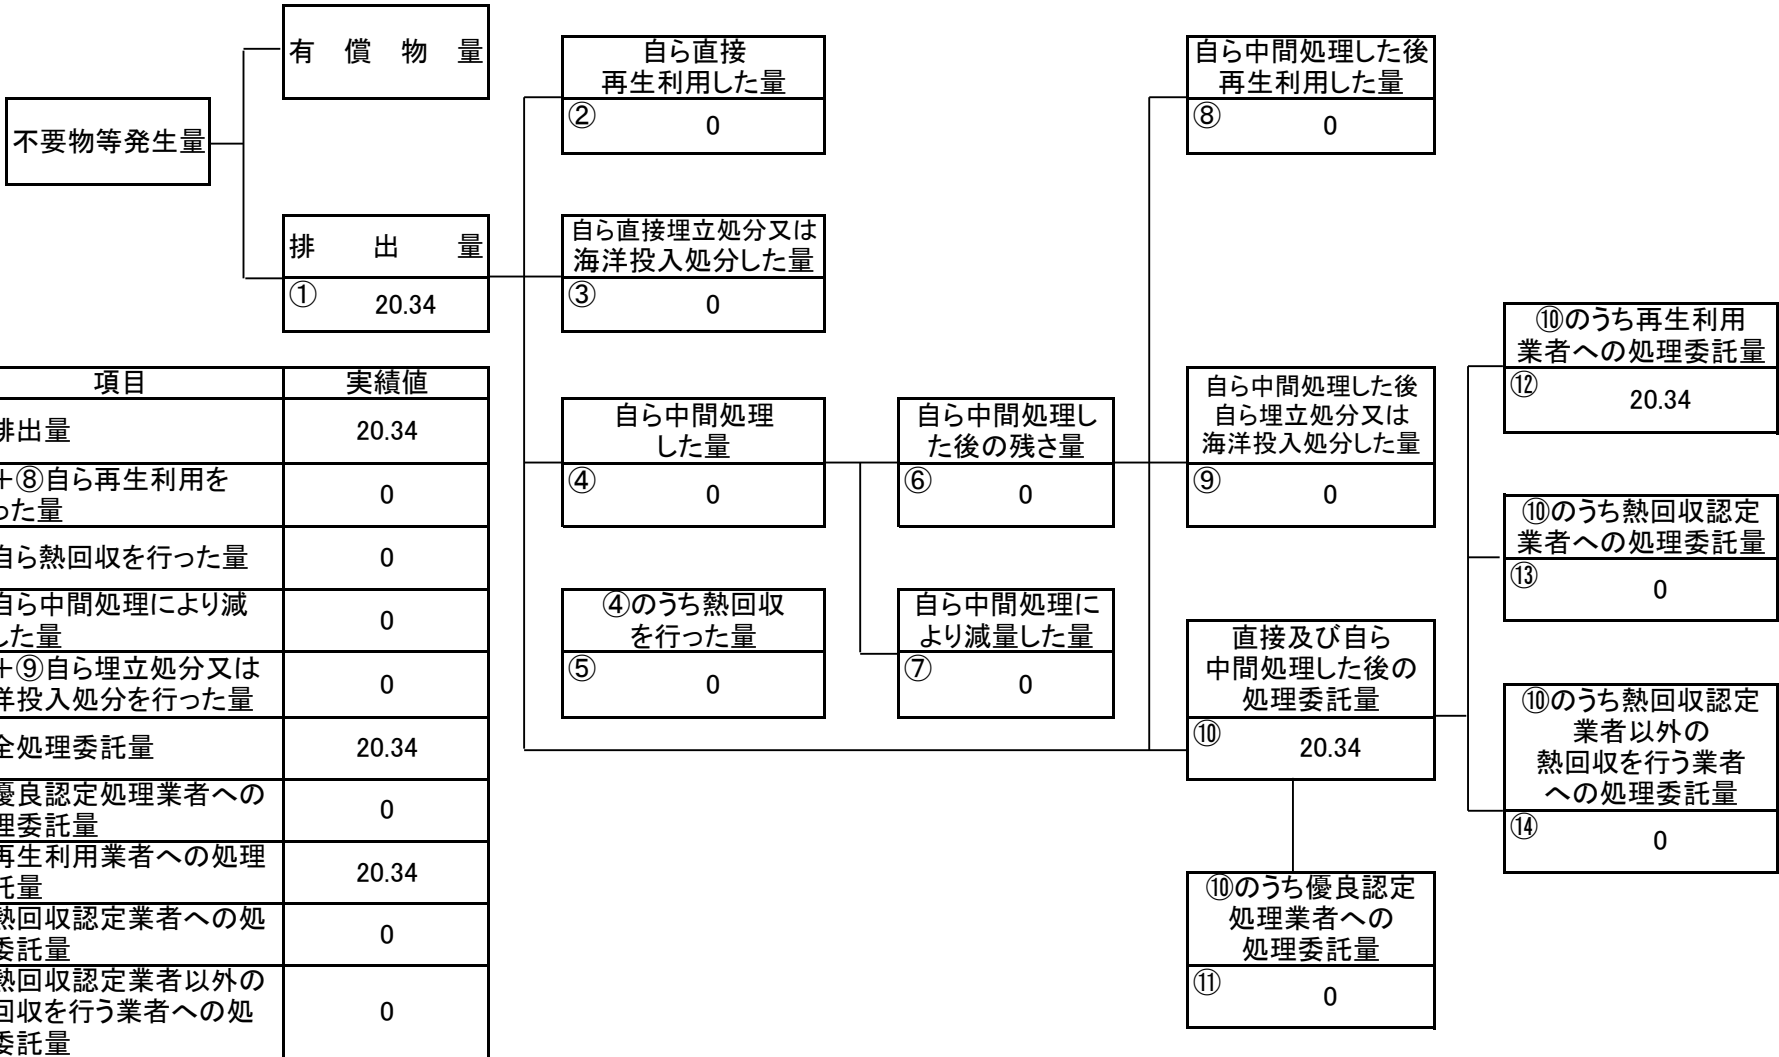 有 償 物 量
不要物等発生量
排 出 量
① 20.34
自ら直接
再生利用した量
② 0
自ら直接埋立処分又は
海洋投入処分した量
③ 0
自ら中間処理
した量
④ 0
④のうち熱回収
を行った量
⑤ 0
自ら中間処理し
た後の残さ量
⑥ 0
自ら中間処理に
より減量した量
⑦ 0
自ら中間処理した後
再生利用した量
⑧ 0
自ら中間処理した後
自ら埋立処分又は
海洋投入処分した量
⑨ 0
直接及び自ら
中間処理した後の
処理委託量
⑩ 20.34
⑩のうち優良認定
処理業者への
処理委託量
⑪ 0
⑩のうち再生利用
業者への処理委託量
⑫ 20.34
⑩のうち熱回収認定
業者への処理委託量
⑬ 0
⑩のうち熱回収認定
業者以外の
熱回収を行う業者
への処理委託量
⑭ 0
項目 実績値
排出量 20.34
+⑧自ら再生利用を
った量 0
自ら熱回収を行った量 0
自ら中間処理により減
した量 0
+⑨自ら埋立処分又は
洋投入処分を行った量 0
全処理委託量 20.34
優良認定処理業者への
理委託量 0
再生利用業者への処理
託量 20.34
熱回収認定業者への処
委託量 0
熱回収認定業者以外の
回収を行う業者への処
委託量 0